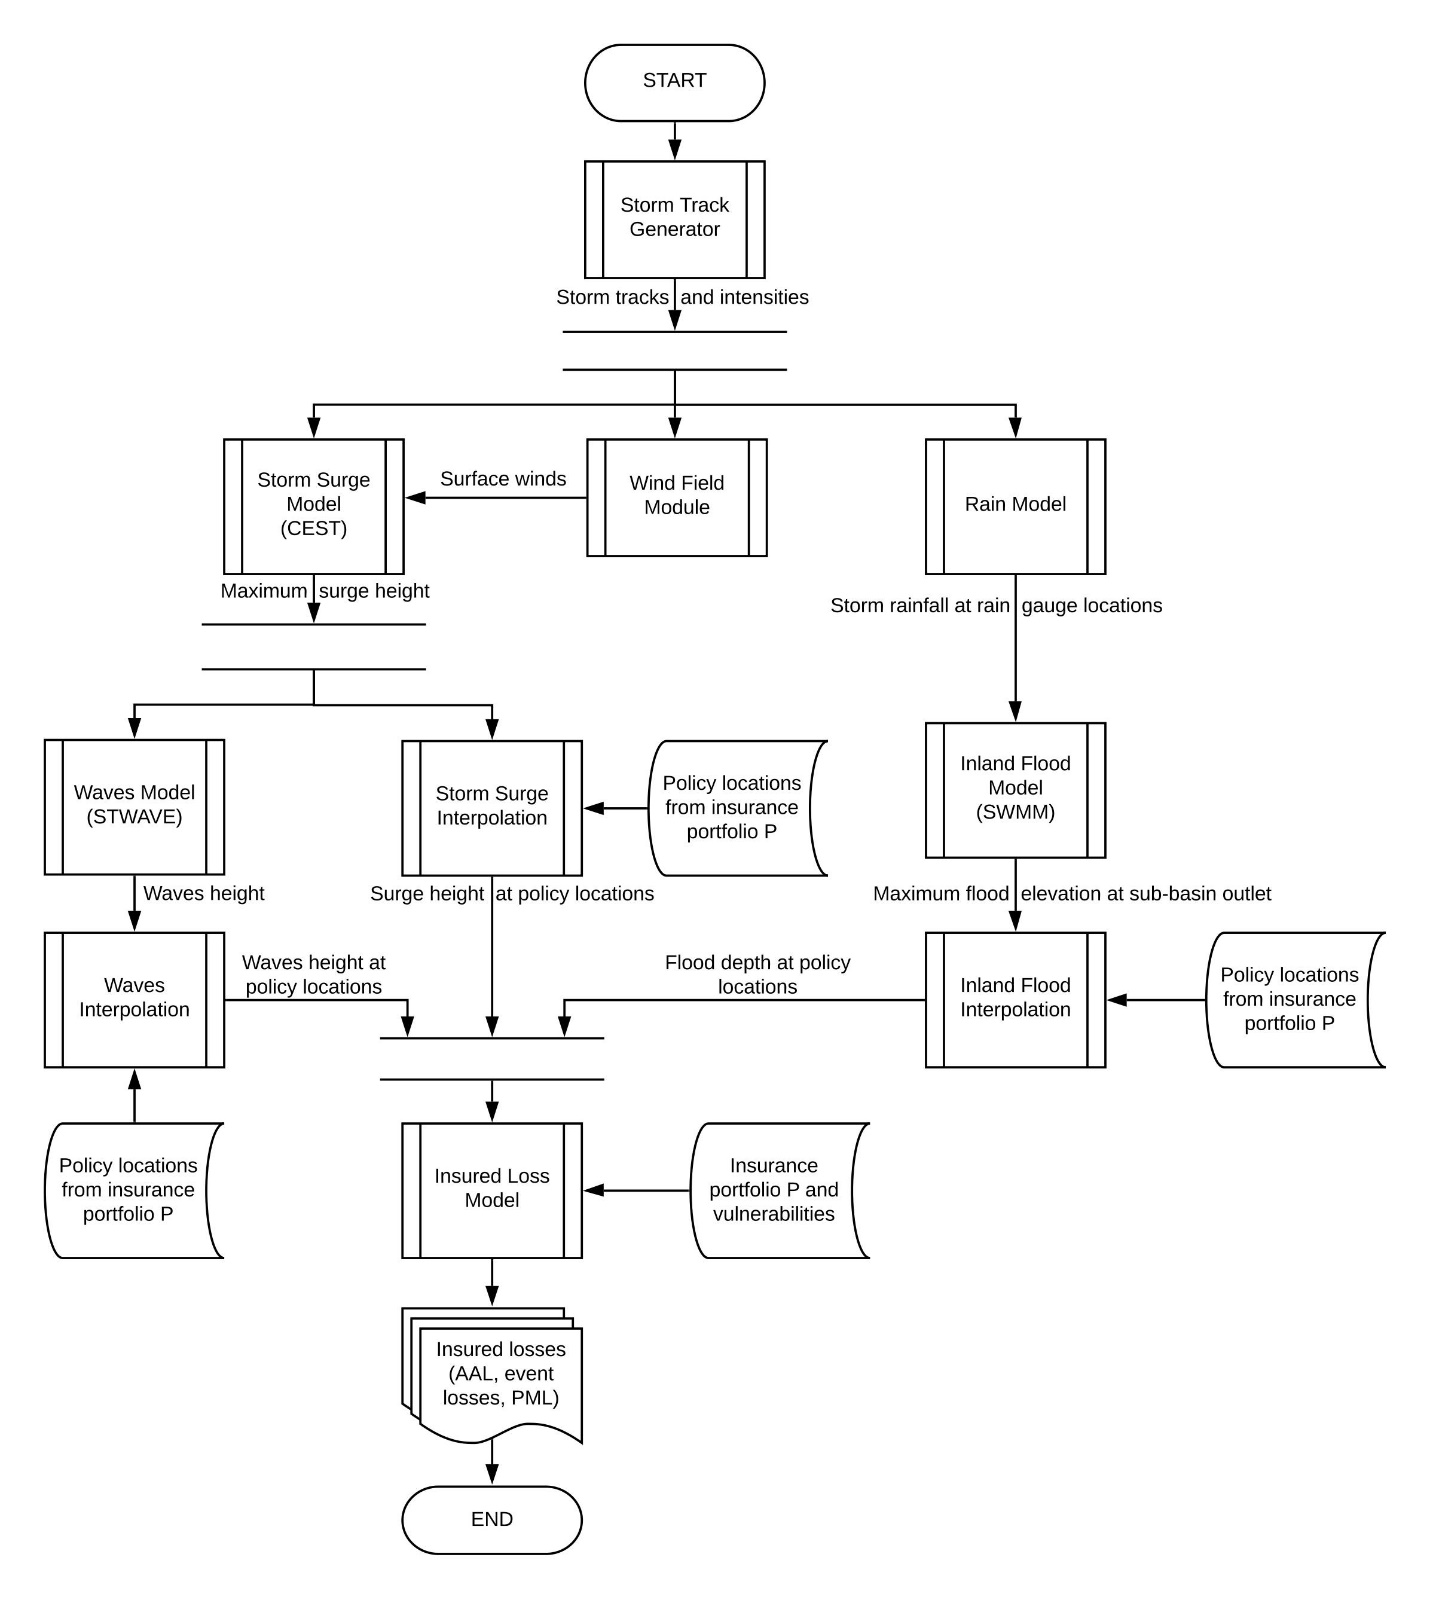 START
Storm Track
Generator
Storm tracks and intensities
Storm Surge
Model
(CEST)
Surface winds
Wind Field
Module
Rain Model
Maximum surge height
Storm rainfall at rain gauge locations
Waves Model
(STWAVE)
Storm Surge
Interpolation
Policy locations
from insurance
portfolio P
Inland Flood
Model
(SWMM)
Waves height
Surge height at policy locations
Maximum flood elevation at sub-basin outlet
Waves
Interpolation
Waves height at
policy locations
Flood depth at policy
locations
Inland Flood
Interpolation
Policy locations
from insurance
portfolio P
Policy locations
from insurance
portfolio P
Insured Loss
Model
Insurance
portfolio P and
vulnerabilities
Insured losses
(AAL, event
losses, PML)
END